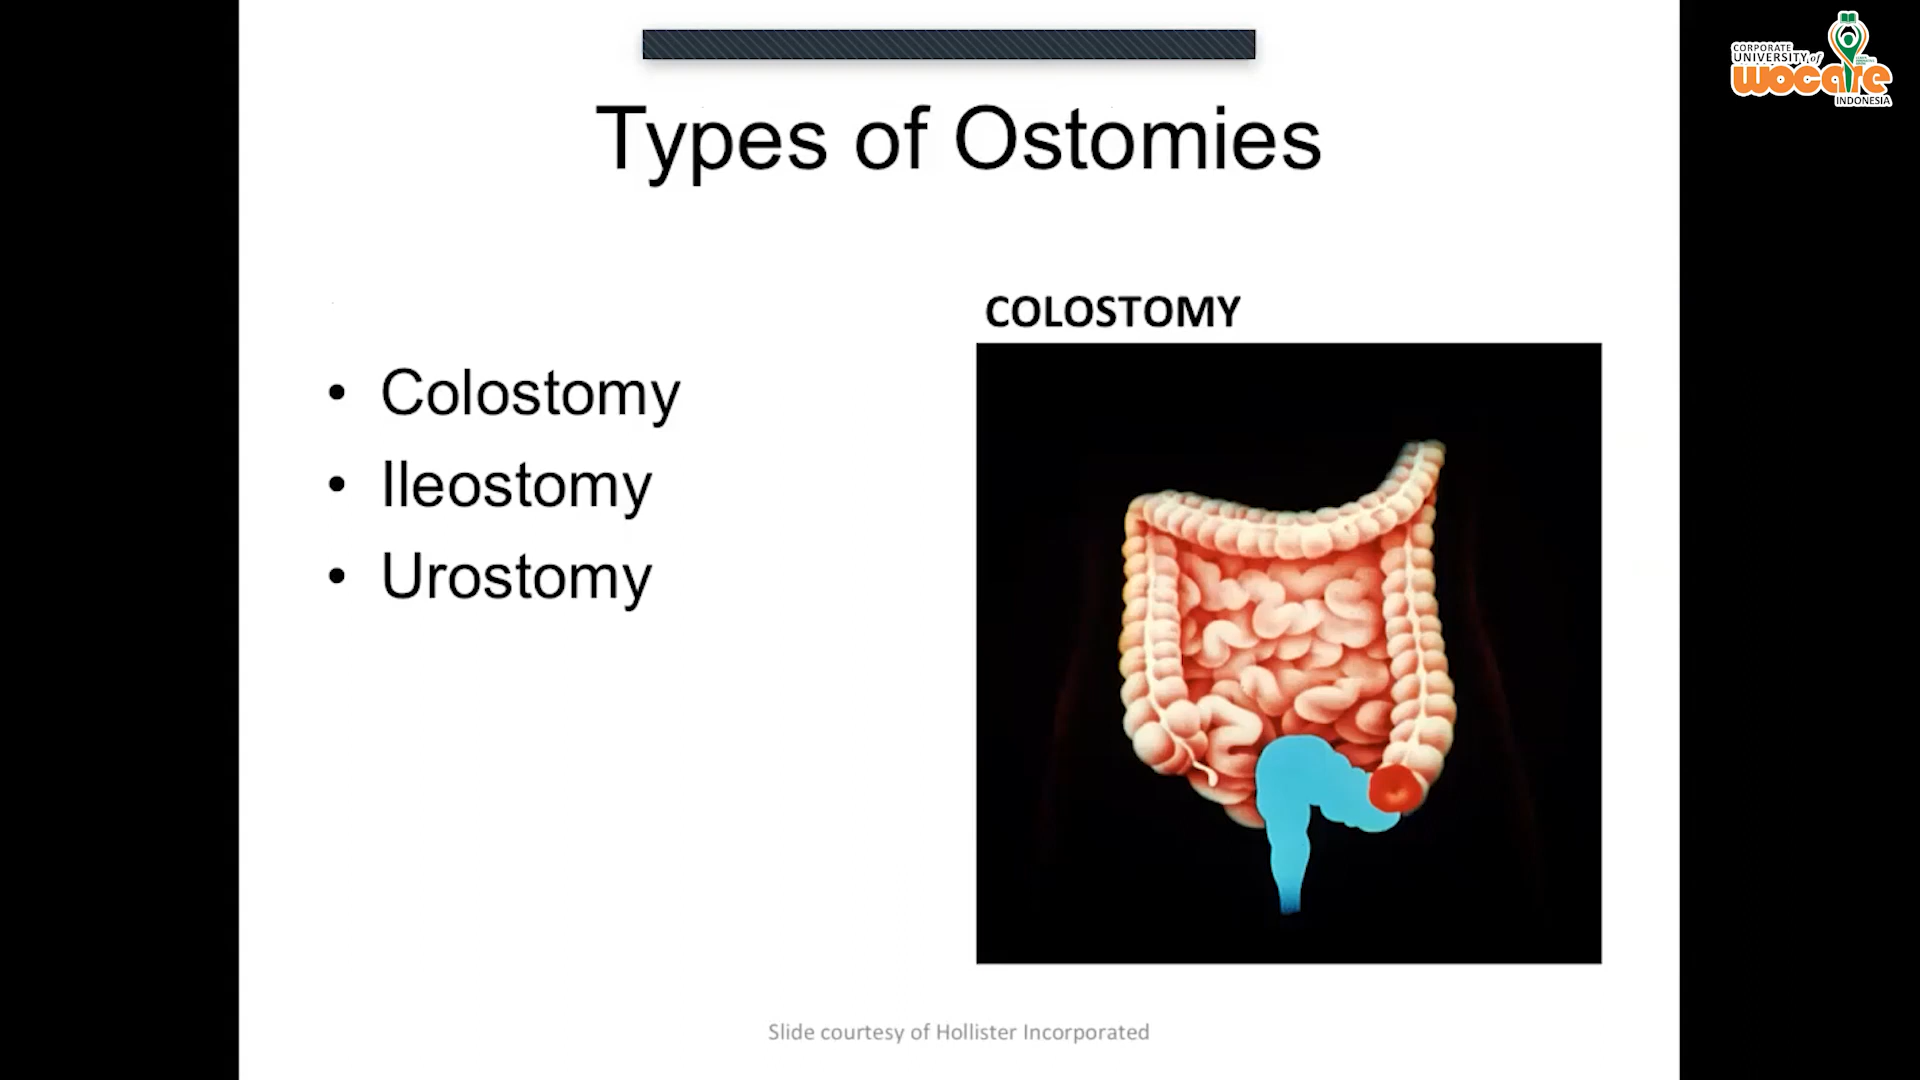 CORPORATE
UNIVERSITY of
wocare
INDONESIA
Types of Ostomies
• Colostomy
• Ileostomy
• Urostomy
COLOSTOMY
Slide courtesy of Hollister Incorporated